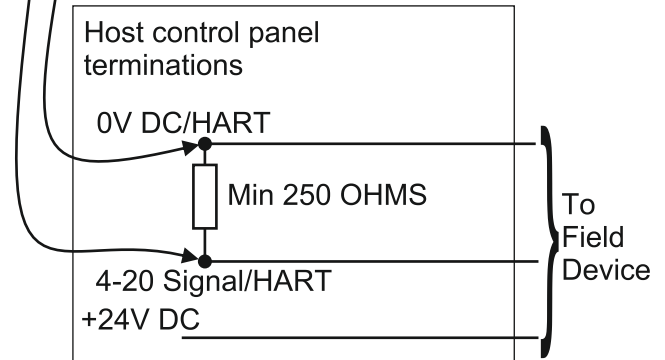 Host control panel
terminations
0V DC/HART
Min 250 OHMS
To
Field
Device
4-20 Signal/HART
+24V DC